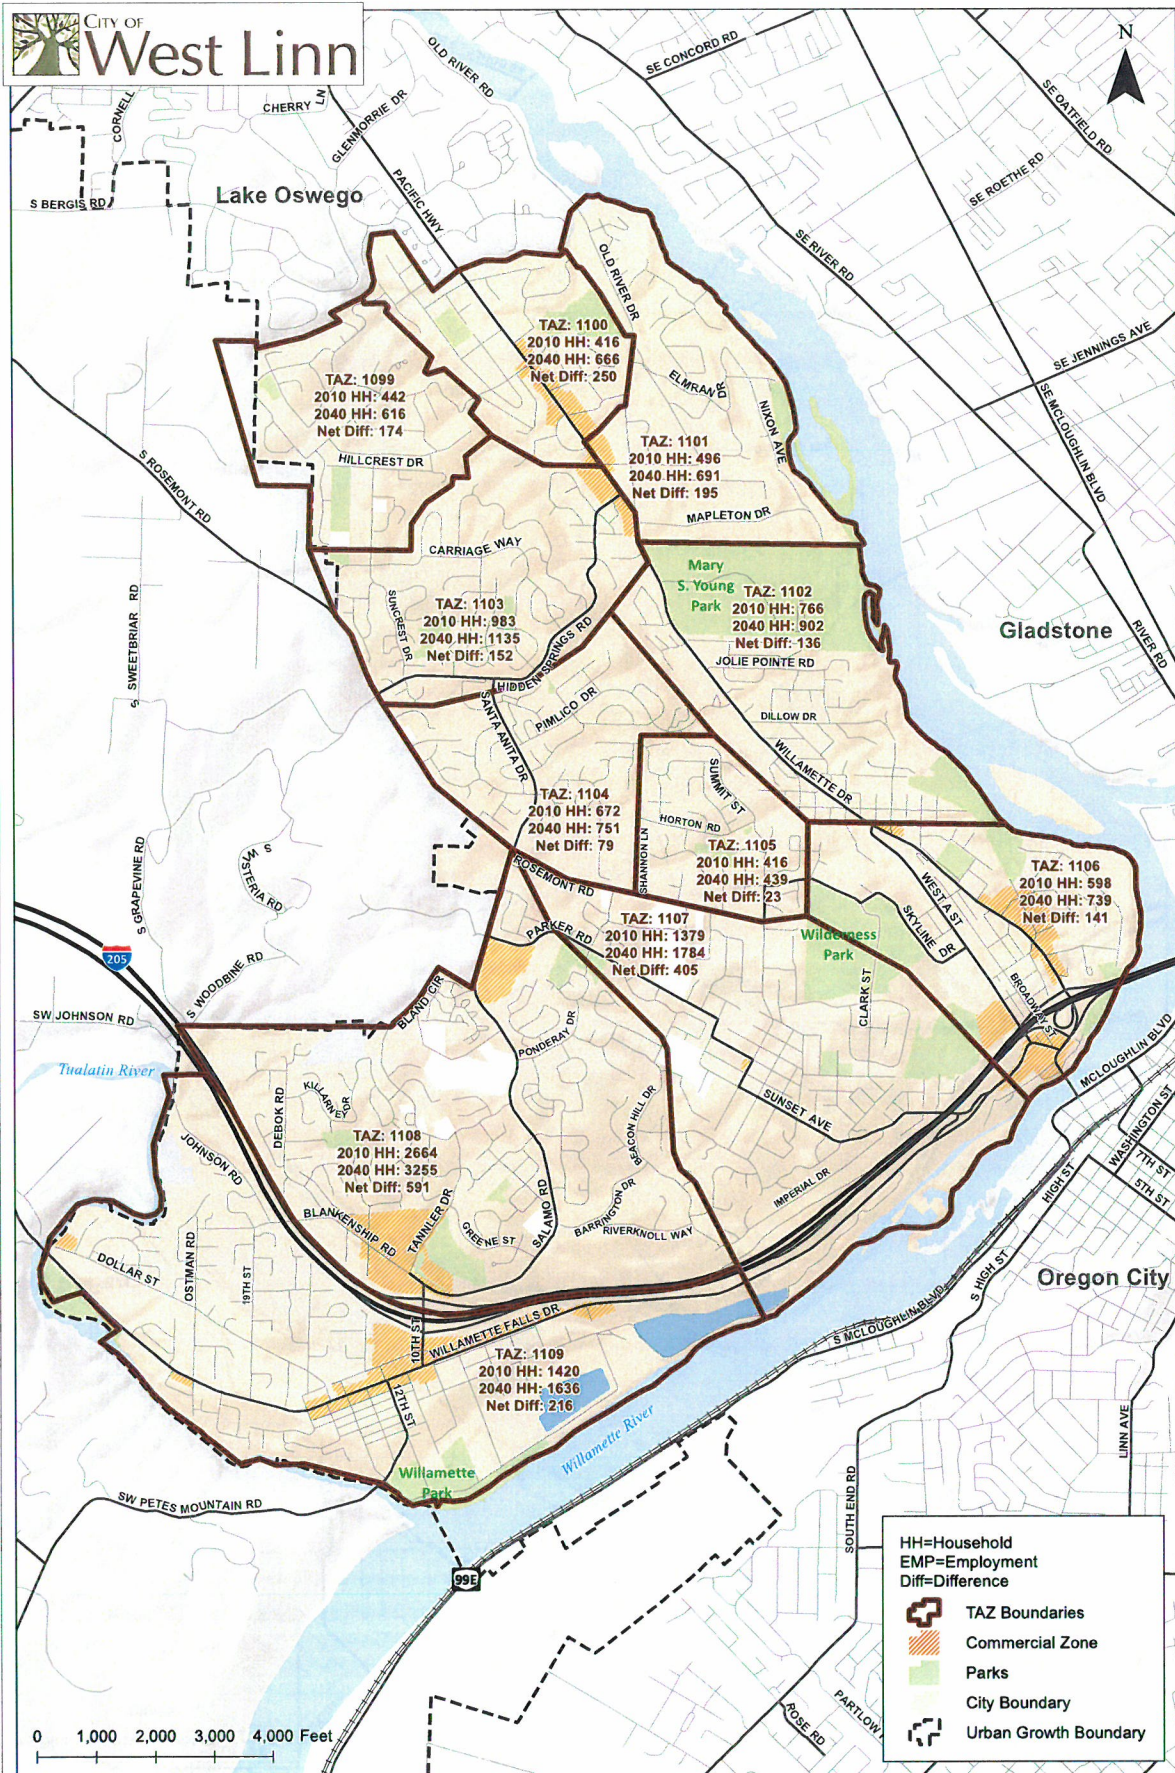 CITY OF
West Linn
N
OLD RIVER RD
SE CONCORD RD
SE OATFIELD RD
CORNELL
CHERRY LN
GLENMORRIE DR
SE ROETHE RD
S BERGIS RD
Lake Oswego
PACIFIC HWY
SE RIVER RD
OLD RIVER DR
TAZ: 1100
2010 HH: 416
2040 HH: 666
Net Diff: 250
SE JENNINGS AVE
TAZ: 1099
2010 HH: 442
2040 HH: 616
Net Diff: 174
ELMRAN DR
NIXON AVE
SE MCLOUGHLIN BLVD
HILLCREST DR
TAZ: 1101
2010 HH: 496
2040 HH: 691
Net Diff: 195
S ROSEMONT RD
MAPLETON DR
CARRIAGE WAY
Mary
S. Young
Park
TAZ: 1102
2010 HH: 766
2040 HH: 902
Net Diff: 136
S SWEETBRIAR RD
SUNCREST DR
TAZ: 1103
2010 HH: 983
2040 HH: 1135
Net Diff: 152
Gladstone
RIVER RD
HIDDEN SPRINGS RD
JOLIE POINTE RD
SANTA ANITA DR
PIMLICO DR
DILLOW DR
WILLAMETTE DR
SUMMIT ST
TAZ: 1104
2010 HH: 672
2040 HH: 751
Net Diff: 79
HORTON RD
SHANNON LN
TAZ: 1105
2010 HH: 416
2040 HH: 439
Net Diff: 23
S GRAPEVINE RD
S WYSTERIA RD
ROSEMONT RD
WEST A ST
TAZ: 1106
2010 HH: 598
2040 HH: 739
Net Diff: 141
SKYLINE DR
TAZ: 1107
2010 HH: 1379
2040 HH: 1784
Net Diff: 405
PARKER RD
Wilderness
Park
205
S WOODBINE RD
BLAND CIR
CLARK ST
BROADWAY ST
SW JOHNSON RD
PONDERAY DR
MCLOUGHLIN BLVD
Tualatin River
KILLARNEY DR
DEBOK RD
SUNSET AVE
BEACON HILL DR
WASHINGTON ST
7TH ST
5TH ST
HIGH ST
JOHNSON RD
TAZ: 1108
2010 HH: 2664
2040 HH: 3255
Net Diff: 591
IMPERIAL DR
BLANKENSHIP RD
TANNLER DR
GREENE ST
SALAMO RD
BARRINGTON DR
RIVERKNOLL WAY
DOLLAR ST
OSTMAN RD
19TH ST
S HIGH ST
Oregon City
10TH ST
WILLAMETTE FALLS DR
S MCLOUGHLIN BLVD
TAZ: 1109
2010 HH: 1420
2040 HH: 1636
Net Diff: 216
12TH ST
Willamette River
LINN AVE
Willamette
Park
SW PETES MOUNTAIN RD
SOUTH END RD
99E
HH=Household
EMP=Employment
Diff=Difference
TAZ Boundaries
Commercial Zone
Parks
City Boundary
Urban Growth Boundary
ROSE RD
PARTLOW
0 1,000 2,000 3,000 4,000 Feet